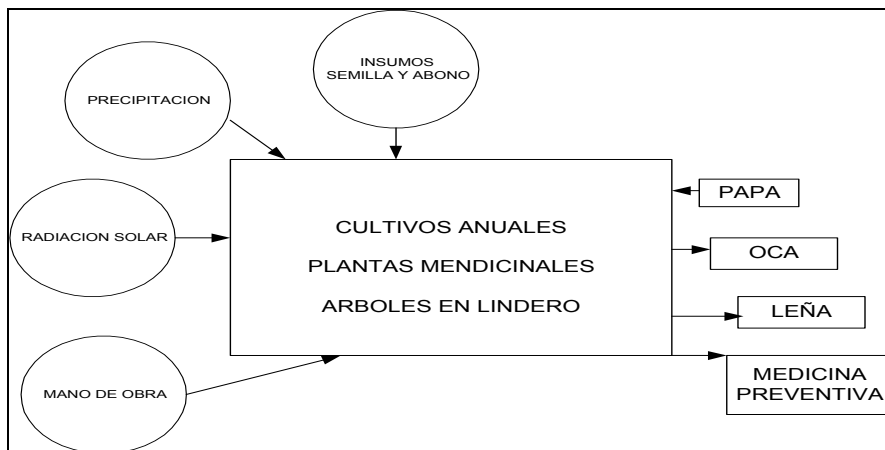 INSUMOS
SEMILLA Y ABONO
PRECIPITACION
RADIACION SOLAR
MANO DE OBRA
CULTIVOS ANUALES
PLANTAS MENDICINALES
ARBOLES EN LINDERO
PAPA
OCA
LEÑA
MEDICINA
PREVENTIVA